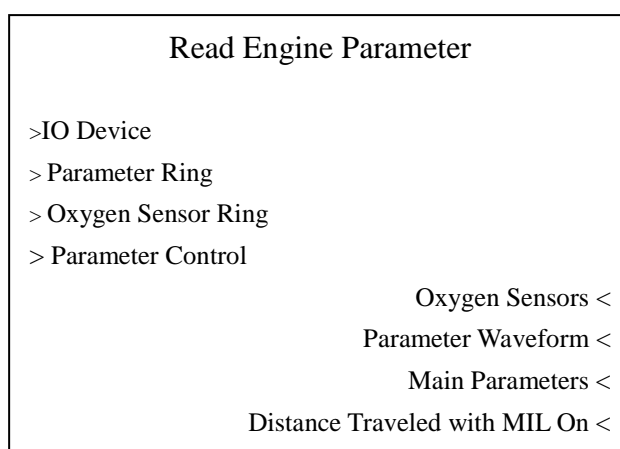 Read Engine Parameter
>IO Device
> Parameter Ring
> Oxygen Sensor Ring
> Parameter Control
Oxygen Sensors <
Parameter Waveform <
Main Parameters <
Distance Traveled with MIL On <